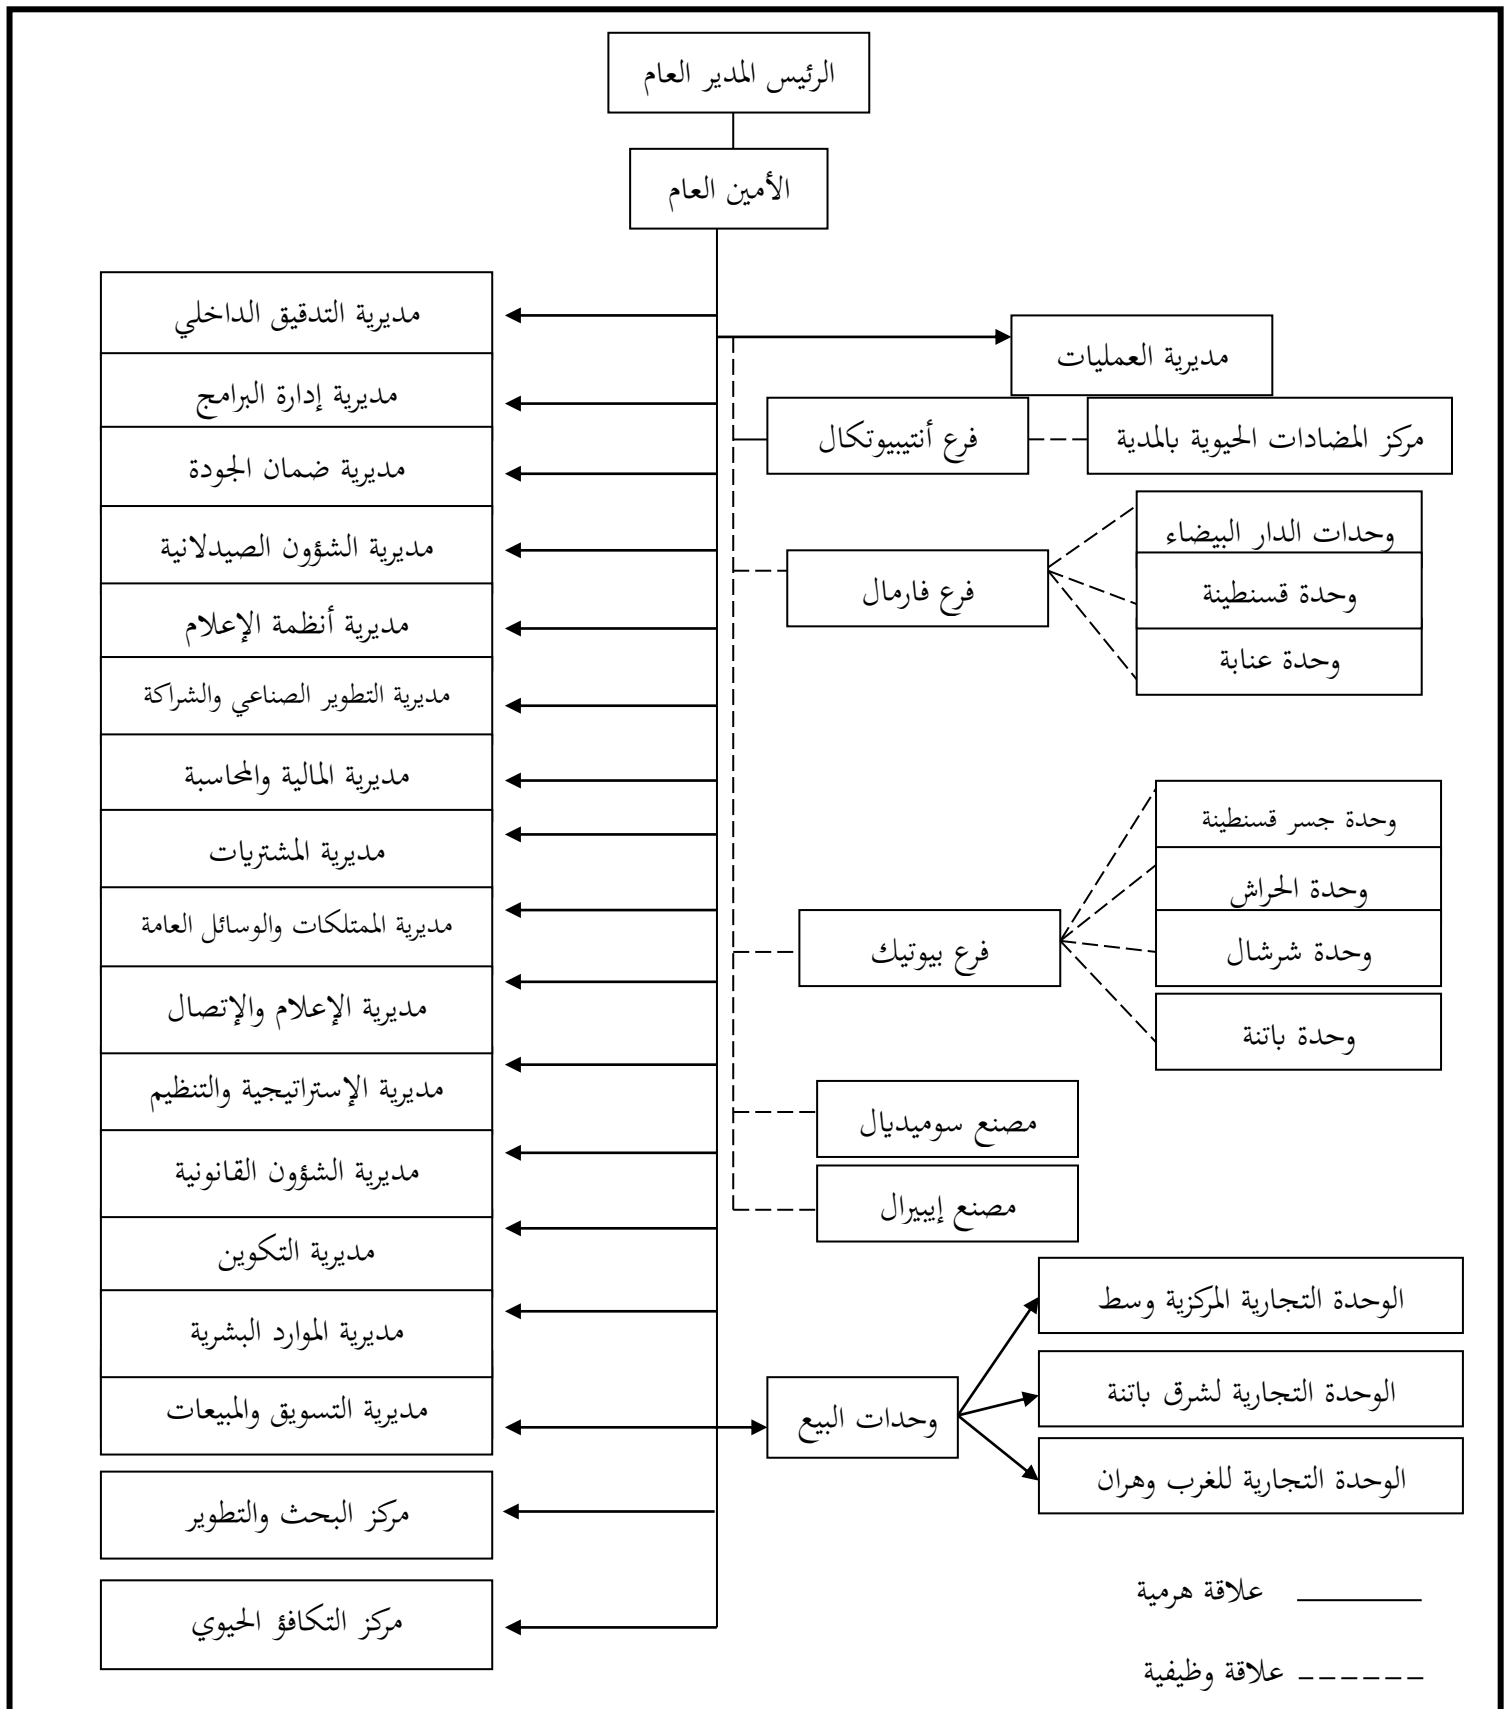 الرئيس المدير العام
الأمين العام
مديرية العمليات
فرع أنتيبيوتكال
مركز المضادات الحيوية بالمدية
فرع فارمال
وحدات الدار البيضاء
وحدة قسنطينة
وحدة عنابة
فرع بيوتيك
وحدة جسر قسنطينة
وحدة الحراش
وحدة شرشال
وحدة باتنة
مصنع سوميديال
مصنع إيبيرال
وحدات البيع
الوحدة التجارية المركزية وسط
الوحدة التجارية لشرق باتنة
الوحدة التجارية للغرب وهران
مديرية التدقيق الداخلي
مديرية إدارة البرامج
مديرية ضمان الجودة
مديرية الشؤون الصيدلانية
مديرية أنظمة الإعلام
مديرية التطوير الصناعي والشراكة
مديرية المالية والمحاسبة
مديرية المشتريات
مديرية الممتلكات والوسائل العامة
مديرية الإعلام والإتصال
مديرية الإستراتيجية والتنظيم
مديرية الشؤون القانونية
مديرية التكوين
مديرية الموارد البشرية
مديرية التسويق والمبيعات
مركز البحث والتطوير
مركز التكافؤ الحيوي
علاقة هرمية
علاقة وظيفية